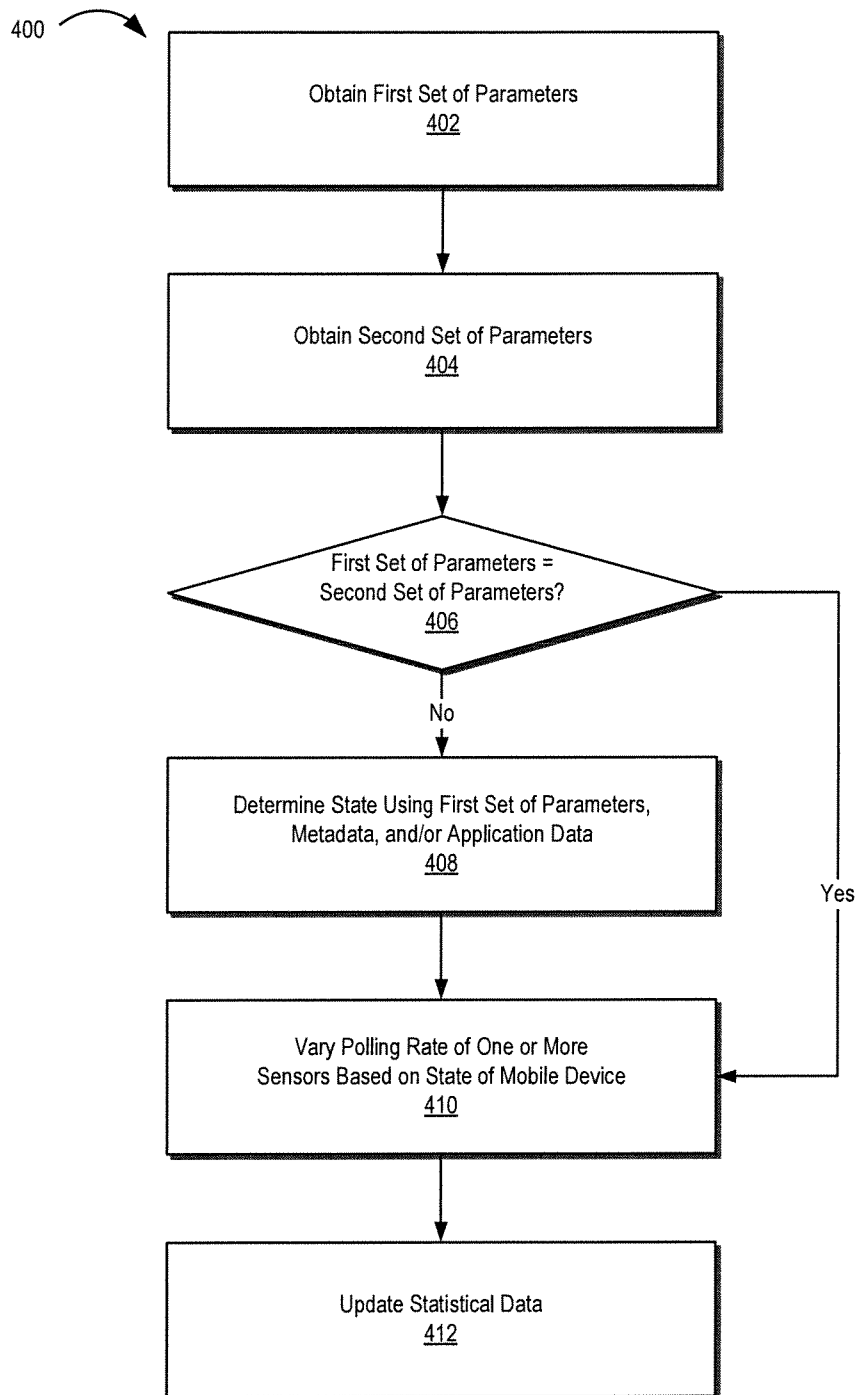 400
Obtain First Set of Parameters
402
Obtain Second Set of Parameters
404
First Set of Parameters =
Second Set of Parameters?
406
No
Determine State Using First Set of Parameters,
Metadata, and/or Application Data
408
Yes
Vary Polling Rate of One or More
Sensors Based on State of Mobile Device
410
Update Statistical Data
412